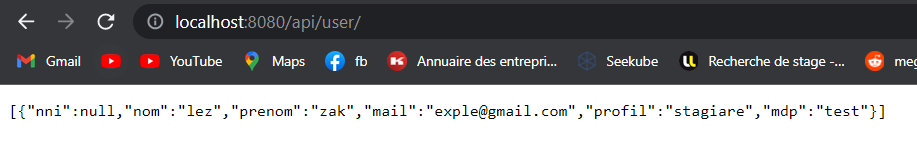 localhost:8080/api/user/
Gmail YouTube Maps fb Annuaire des entrepri... Seekube Recherche de stage -... meg
[{"nni":null,"nom":"lez","prenom":"zak","mail":"exple@gmail.com","profil":"stagiare","mdp":"test"}]